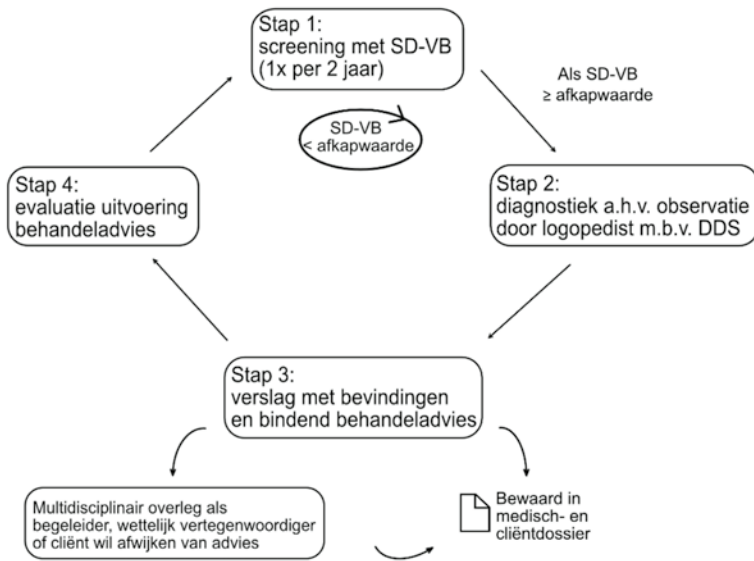 Stap 1:
screening met SD-VB
(1x per 2 jaar)
Als SD-VB
≥ afkapwaarde
SD-VB
< afkapwaarde
Stap 4:
evaluatie uitvoering
behandeladvies
Stap 2:
diagnostiek a.h.v. observatie
door logopedist m.b.v. DDS
Stap 3:
verslag met bevindingen
en bindend behandeladvies
Multidisciplinair overleg als
begeleider, wettelijk vertegenwoordiger
of cliënt wil afwijken van advies
Bewaard in
medisch- en
cliëntdossier